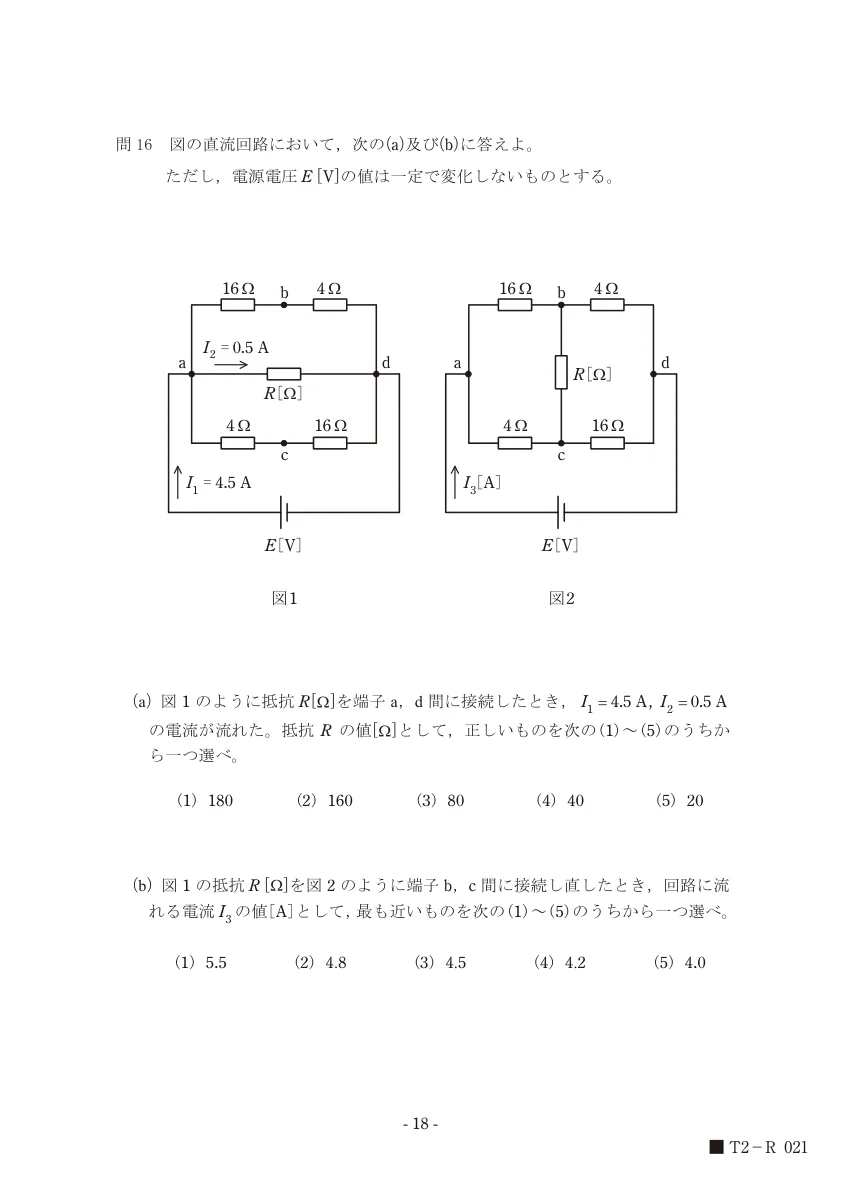 問 16　図の直流回路において，次の(a)及び(b)に答えよ。
ただし，電源電圧 E [V]の値は一定で変化しないものとする。
16 Ω b 4 Ω
I2 = 0.5 A
a d
R[Ω]
4 Ω 16 Ω
c
I1 = 4.5 A
E[V]
図1
16 Ω b 4 Ω
a R[Ω] d
4 Ω 16 Ω
c
I3[A]
E[V]
図2
(a) 図 1 のように抵抗 R[Ω]を端子 a，d 間に接続したとき，I1 = 4.5 A, I2 = 0.5 A
の電流が流れた。抵抗 R の値[Ω]として，正しいものを次の(1)～(5)のうちか
ら一つ選べ。
(1) 180 (2) 160 (3) 80 (4) 40 (5) 20
(b) 図 1 の抵抗 R [Ω]を図 2 のように端子 b，c 間に接続し直したとき，回路に流
れる電流 I3 の値[A]として，最も近いものを次の(1)～(5)のうちから一つ選べ。
(1) 5.5 (2) 4.8 (3) 4.5 (4) 4.2 (5) 4.0
- 18 -
■ T2－R 021